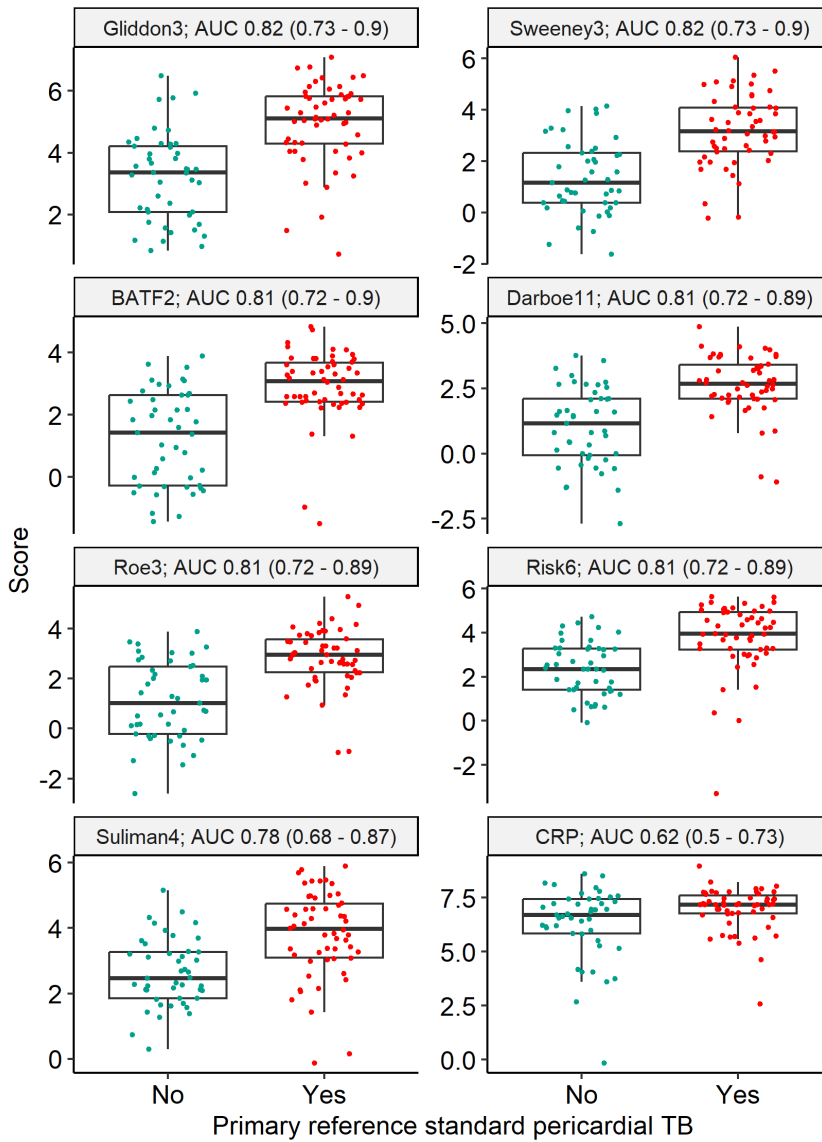 Gliddon3; AUC 0.82 (0.73 - 0.9)
Sweeney3; AUC 0.82 (0.73 - 0.9)
6
4
2
6
4
2
0
-2
BATF2; AUC 0.81 (0.72 - 0.9)
Darboe11; AUC 0.81 (0.72 - 0.89)
4
2
0
5.0
2.5
0.0
-2.5
Score
Roe3; AUC 0.81 (0.72 - 0.89)
Risk6; AUC 0.81 (0.72 - 0.89)
4
2
0
-2
6
4
2
0
-2
Suliman4; AUC 0.78 (0.68 - 0.87)
CRP; AUC 0.62 (0.5 - 0.73)
6
4
2
0
7.5
5.0
2.5
0.0
No
Yes
No
Yes
Primary reference standard pericardial TB